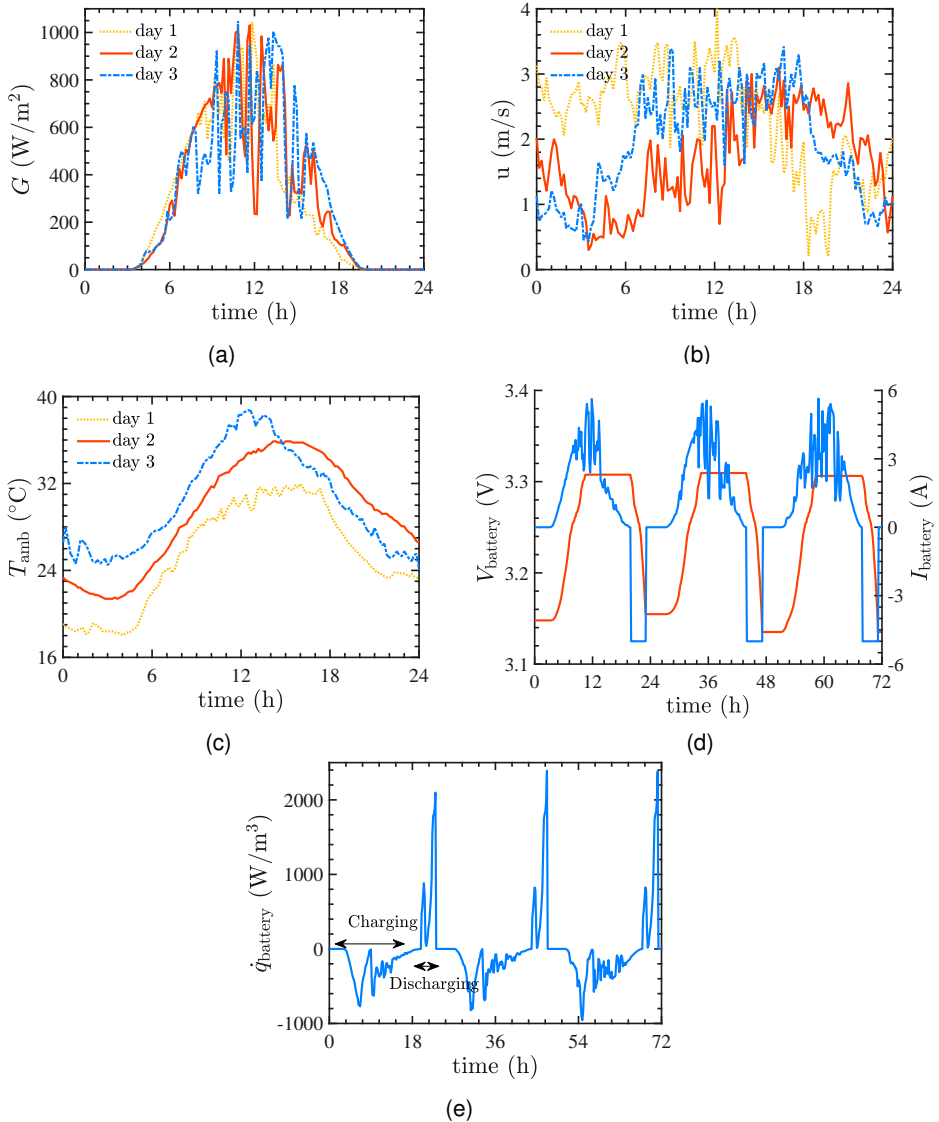 1000
800
600
400
200
0
G (W/m²)
day 1
day 2
day 3
0 6 12 18 24
time (h)
(a)
4
3
2
1
0
u (m/s)
day 1
day 2
day 3
0 6 12 18 24
time (h)
(b)
40
32
24
16
T_amb (°C)
day 1
day 2
day 3
0 6 12 18 24
time (h)
(c)
3.4
3.3
3.2
3.1
V_battery (V)
6
3
0
-3
-6
I_battery (A)
0 12 24 36 48 60 72
time (h)
(d)
2000
1000
0
-1000
q̇_battery (W/m³)
Charging
Discharging
0 18 36 54 72
time (h)
(e)